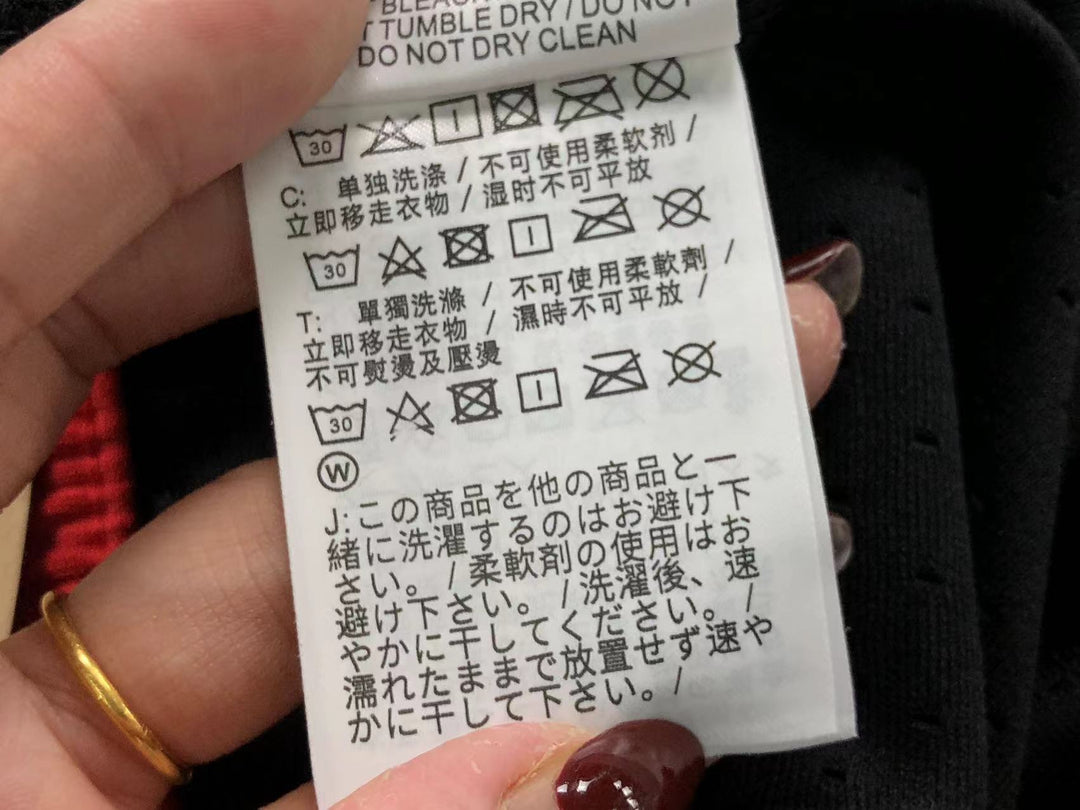 TUMBLE DRY / DO NOT
DO NOT DRY CLEAN
30
C: 单独洗涤 / 不可使用柔软剂 /
立即移走衣物 / 湿时不可平放
30
T: 單獨洗滌 / 不可使用柔軟劑 /
立即移走衣物 / 濕時不可平放 /
不可熨燙及壓燙
30
W
J:この商品を他の商品と一
緒に洗濯するのはお避け下
さい。/柔軟剤の使用はお
避け下さい。/洗濯後、速
やかに干してください。/
濡れたままで放置せず速や
かに干して下さい。/